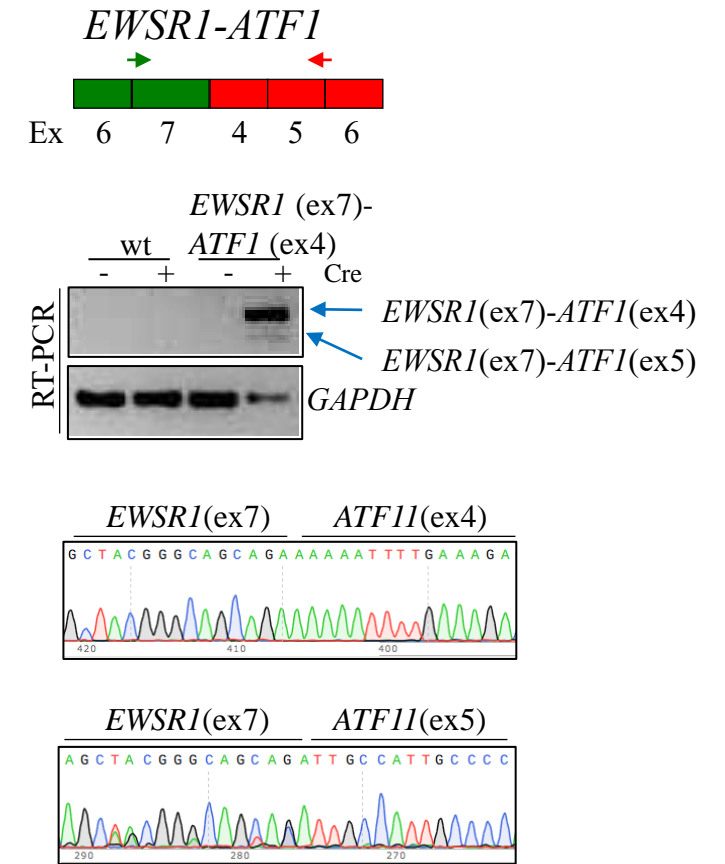 EWSR1-ATF1
Ex 6 7 4 5 6
EWSR1 (ex7)-
wt ATF1 (ex4)
- + - + Cre
RT-PCR
EWSR1(ex7)-ATF1(ex4)
EWSR1(ex7)-ATF1(ex5)
GAPDH
EWSR1(ex7) ATF11(ex4)
G C T A C G G G C A G C A G A A A A A A T T T T G A A A G A
420 410 400
EWSR1(ex7) ATF11(ex5)
A G C T A C G G G C A G C A G A T T G C C A T T G C C C C
290 280 270